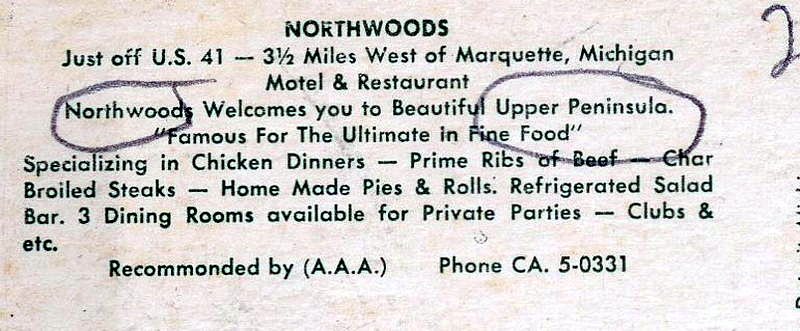 NORTHWOODS
Just off U.S. 41 — 3½ Miles West of Marquette, Michigan
Motel & Restaurant
Northwoods Welcomes you to Beautiful Upper Peninsula.
"Famous For The Ultimate in Fine Food"
Specializing in Chicken Dinners — Prime Ribs of Beef — Char
Broiled Steaks — Home Made Pies & Rolls. Refrigerated Salad
Bar. 3 Dining Rooms available for Private Parties — Clubs &
etc.
Recommonded by (A.A.A.) Phone CA. 5-0331
2